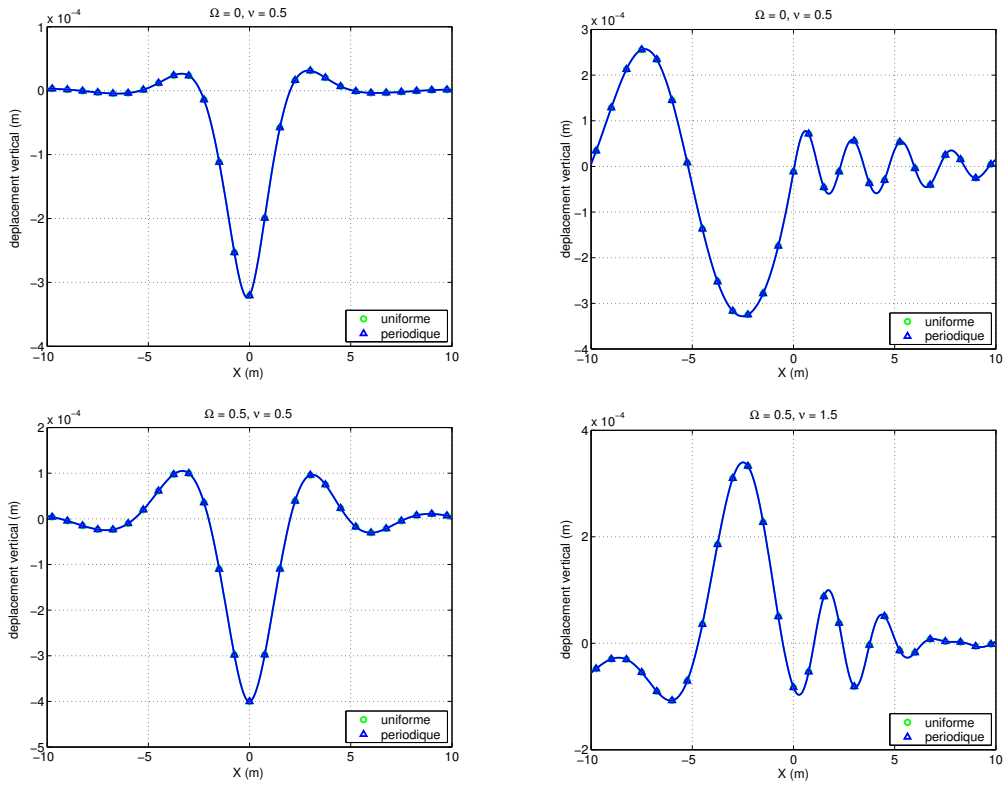 x 10⁻⁴
Ω = 0, ν = 0.5
1
0
−1
−2
−3
−4
deplacement vertical (m)
−10
−5
0
5
10
X (m)
uniforme
periodique
x 10⁻⁴
Ω = 0, ν = 0.5
3
2
1
0
−1
−2
−3
−4
deplacement vertical (m)
−10
−5
0
5
10
X (m)
uniforme
periodique
x 10⁻⁴
Ω = 0.5, ν = 0.5
2
1
0
−1
−2
−3
−4
−5
deplacement vertical (m)
−10
−5
0
5
10
X (m)
uniforme
periodique
x 10⁻⁴
Ω = 0.5, ν = 1.5
4
2
0
−2
deplacement vertical (m)
−10
−5
0
5
10
X (m)
uniforme
periodique